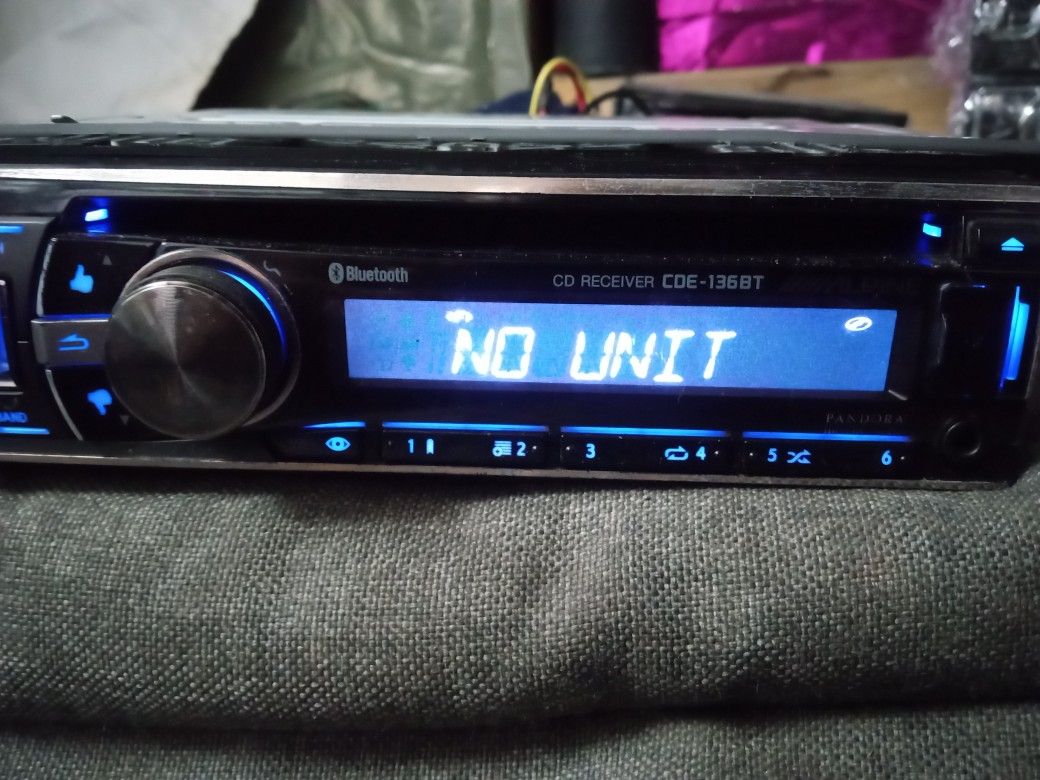 Bluetooth
CD RECEIVER CDE-136BT
NO UNIT
PANDORA
1 2 3 4 5 6